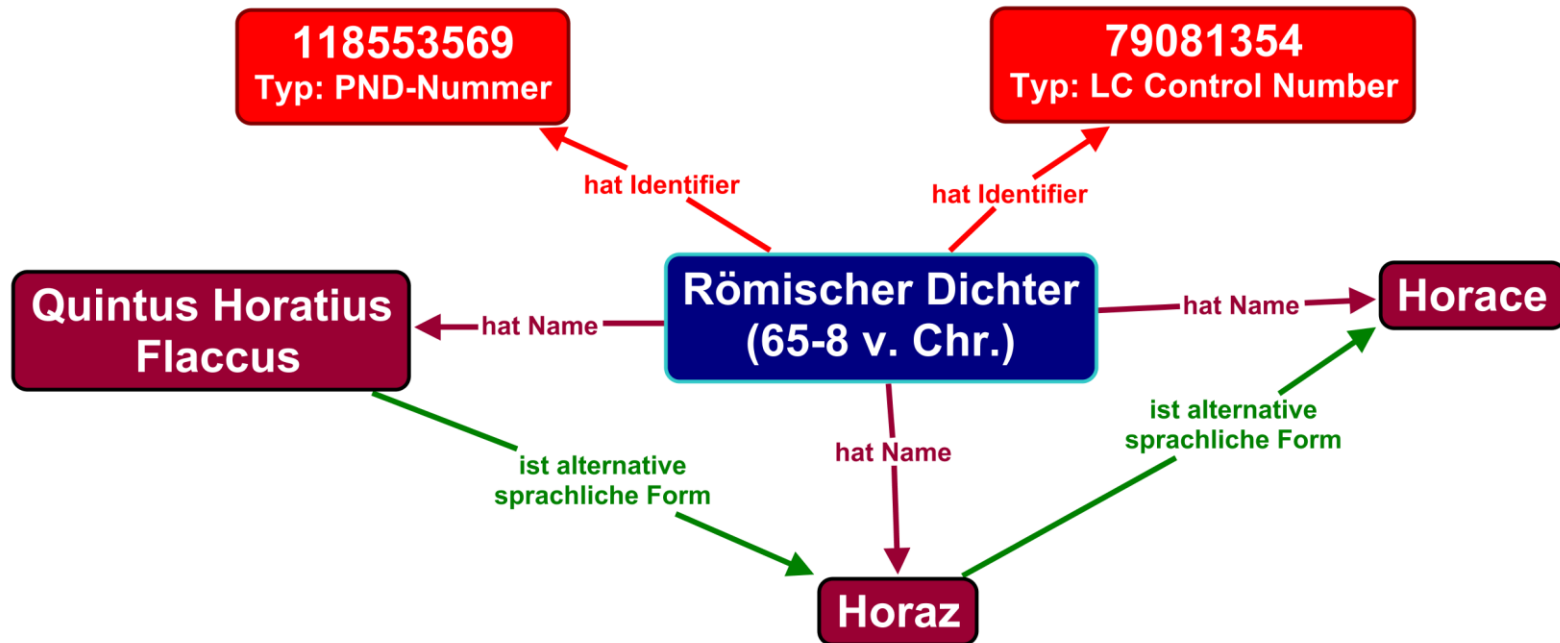 118553569
Typ: PND-Nummer
79081354
Typ: LC Control Number
hat Identifier
hat Identifier
Quintus Horatius
Flaccus
hat Name
Römischer Dichter
(65-8 v. Chr.)
hat Name
Horace
hat Name
ist alternative
sprachliche Form
ist alternative
sprachliche Form
Horaz